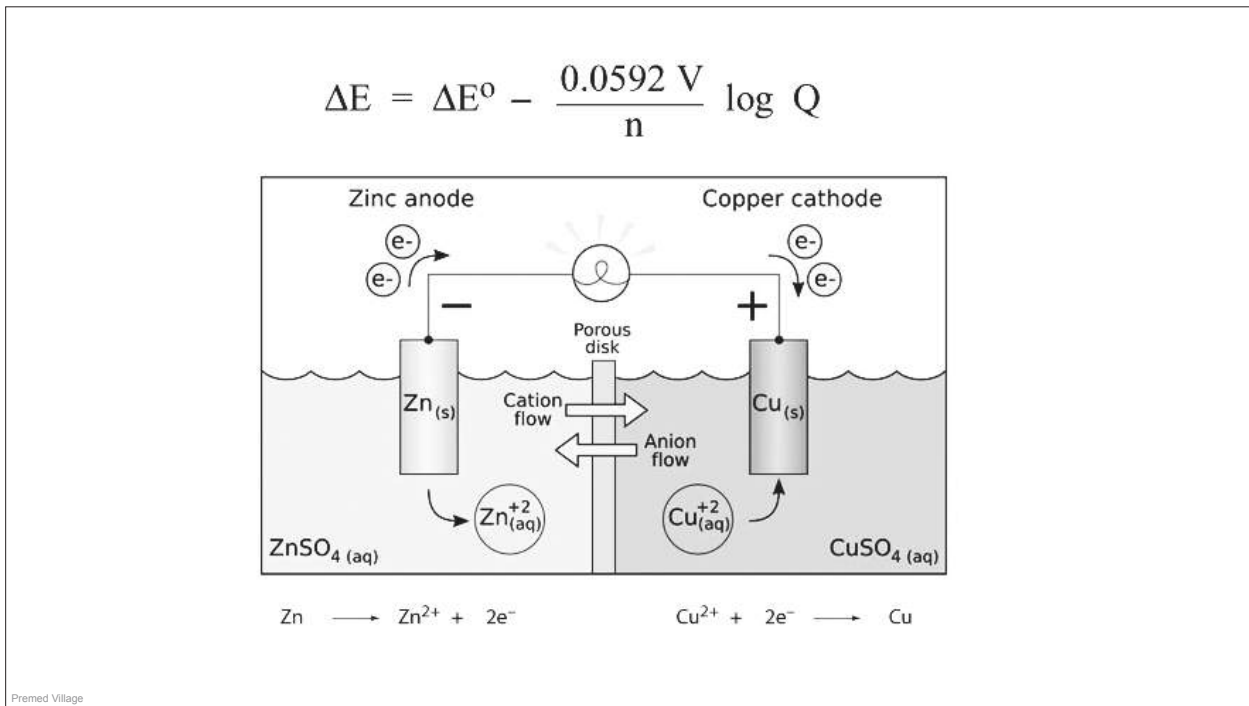 ΔE = ΔEº – 0.0592 V / n log Q
Zinc anode
Copper cathode
e-
e-
e-
e-
−
+
Porous
disk
Zn(s)
Cation
flow
Cu(s)
Anion
flow
Zn+2(aq)
Cu+2(aq)
ZnSO4 (aq)
CuSO4 (aq)
Zn ⟶ Zn2+ + 2e−
Cu2+ + 2e− ⟶ Cu
Premed Village